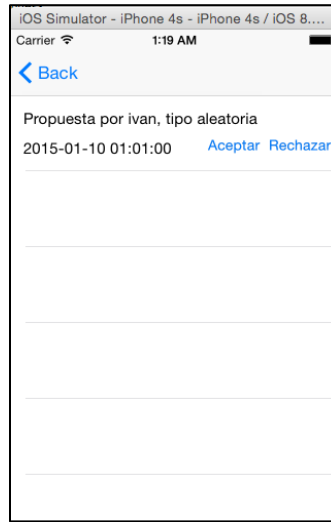 iOS Simulator - iPhone 4s - iPhone 4s / iOS 8....
Carrier 1:19 AM
Back
Propuesta por ivan, tipo aleatoria
2015-01-10 01:01:00 Aceptar Rechazar